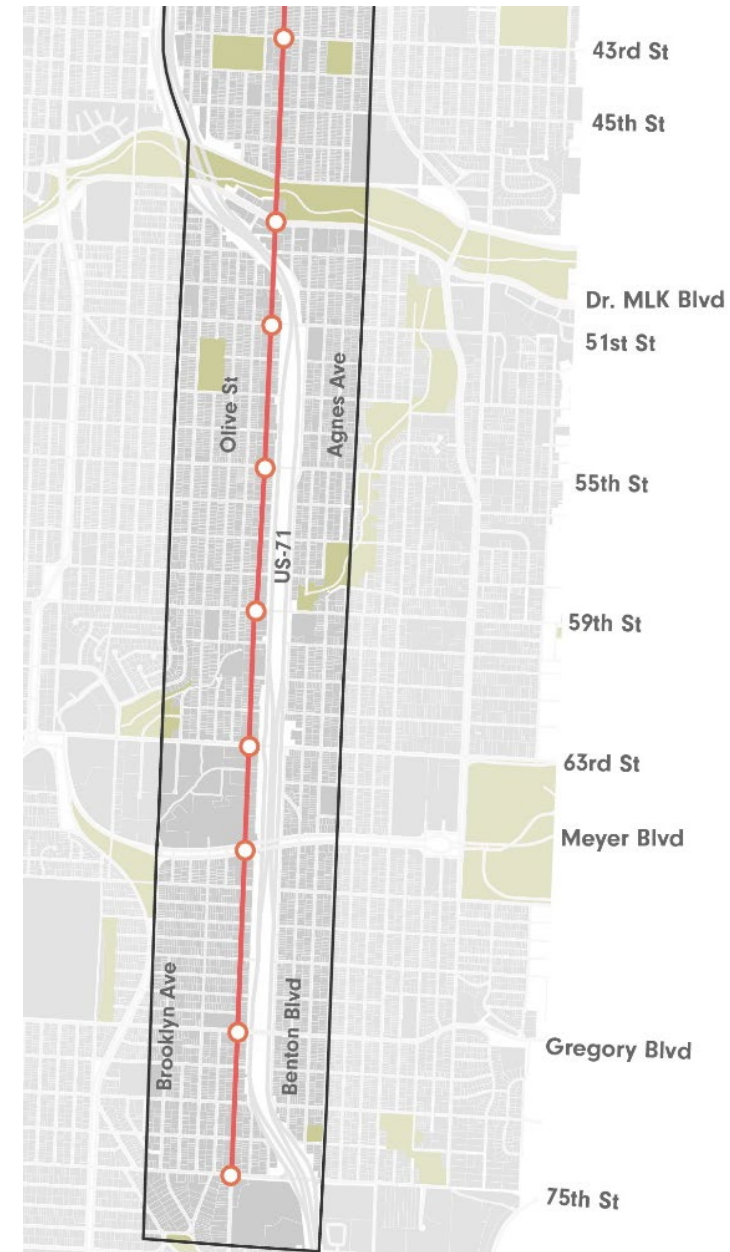 43rd St
45th St
Dr. MLK Blvd
51st St
Olive St
Agnes Ave
55th St
US-71
59th St
63rd St
Meyer Blvd
Brooklyn Ave
Benton Blvd
Gregory Blvd
75th St